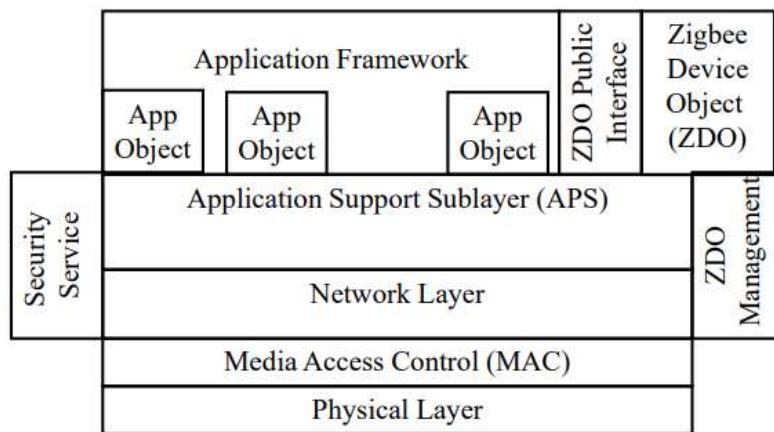 Application Framework
ZDO Public
Interface
Zigbee
Device
Object
(ZDO)
App
Object
App
Object
App
Object
Security
Service
Application Support Sublayer (APS)
ZDO
Management
Network Layer
Media Access Control (MAC)
Physical Layer